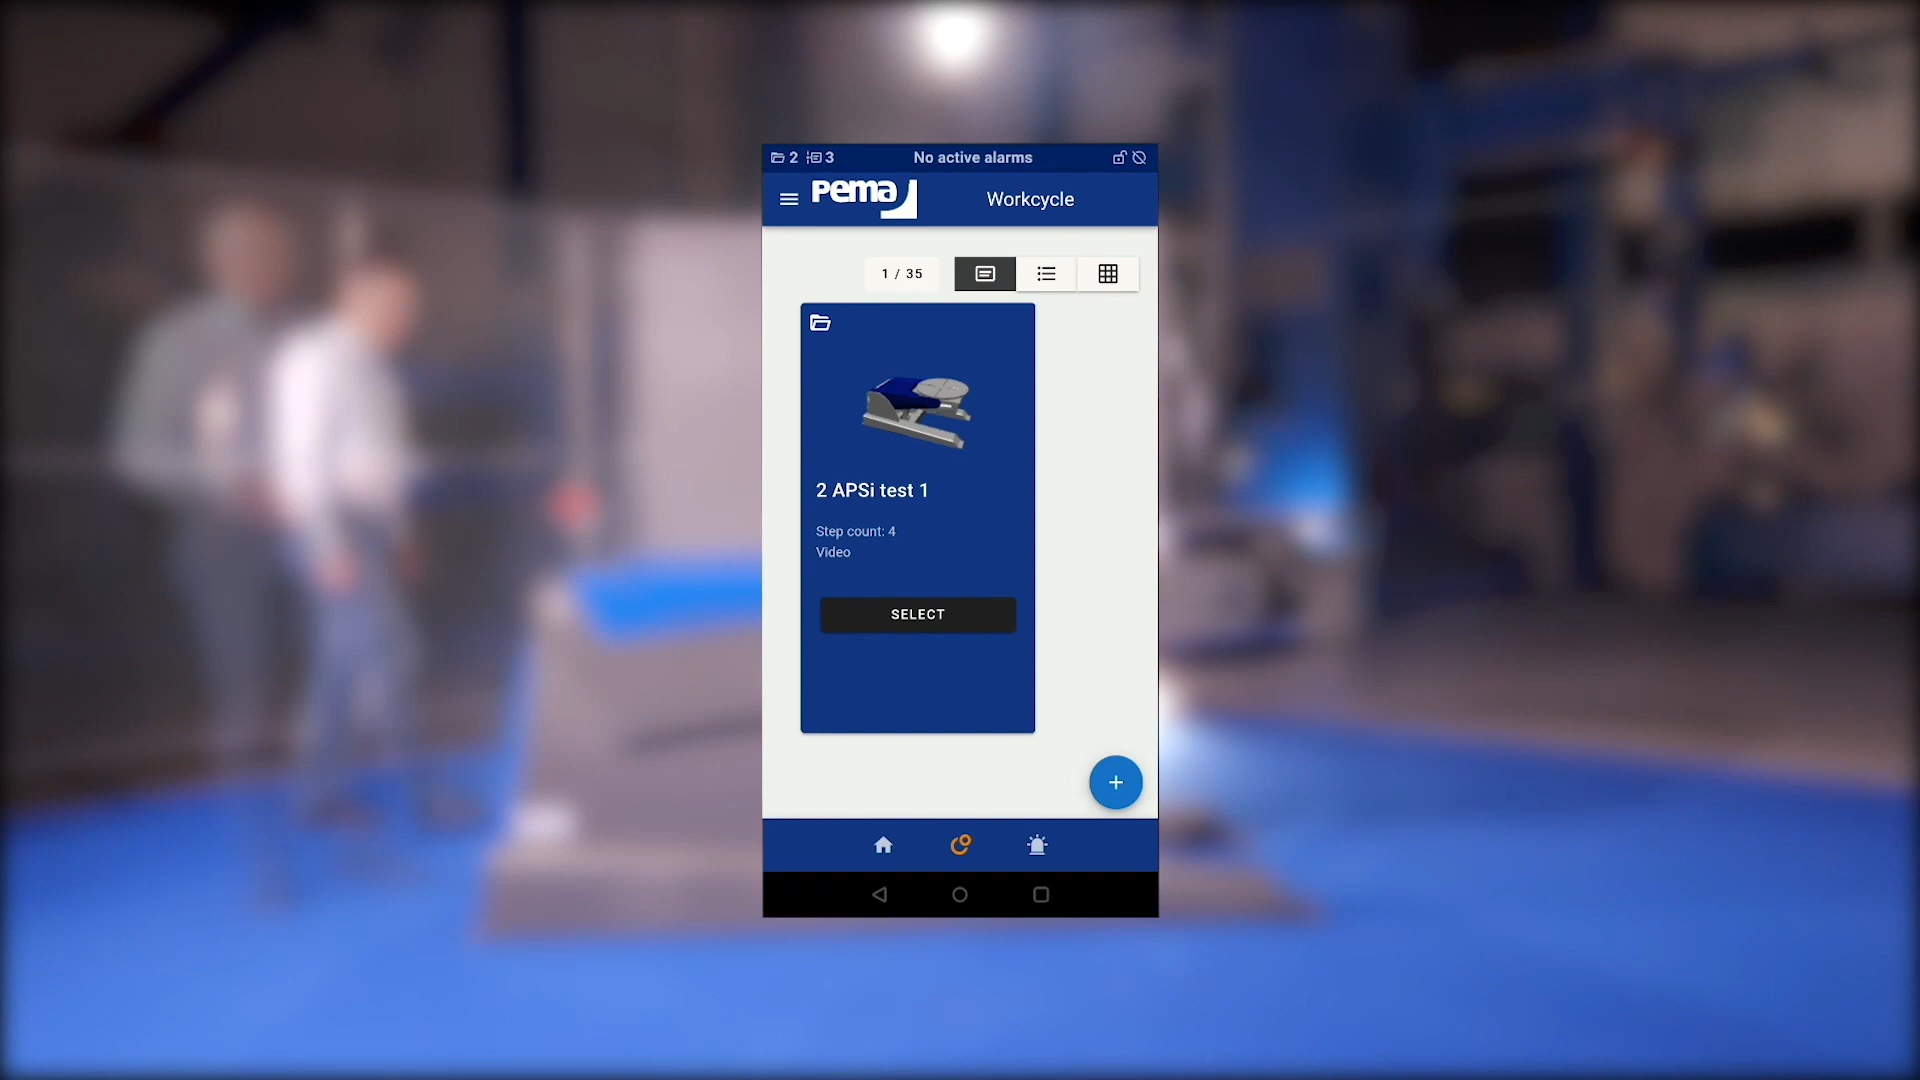 2 3 No active alarms
Pema Workcycle
1 / 35
2 APSi test 1
Step count: 4
Video
SELECT